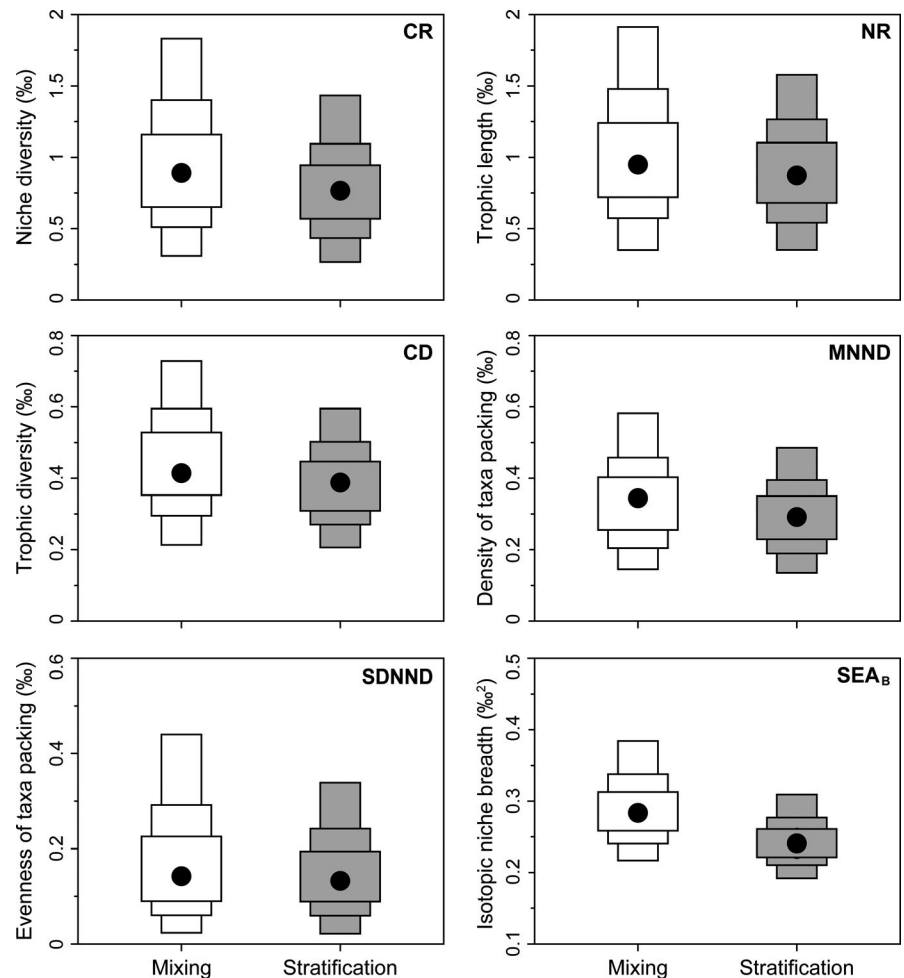 CR
Niche diversity (‰)
0
0.5
1
1.5
2
NR
Trophic length (‰)
0
0.5
1
1.5
2
CD
Trophic diversity (‰)
0
0.2
0.4
0.6
0.8
MNND
Density of taxa packing (‰)
0
0.2
0.4
0.6
0.8
SDNND
Evenness of taxa packing (‰)
0
0.2
0.4
0.6
Mixing
Stratification
SEAB
Isotopic niche breadth (‰²)
0.1
0.2
0.3
0.4
0.5
Mixing
Stratification